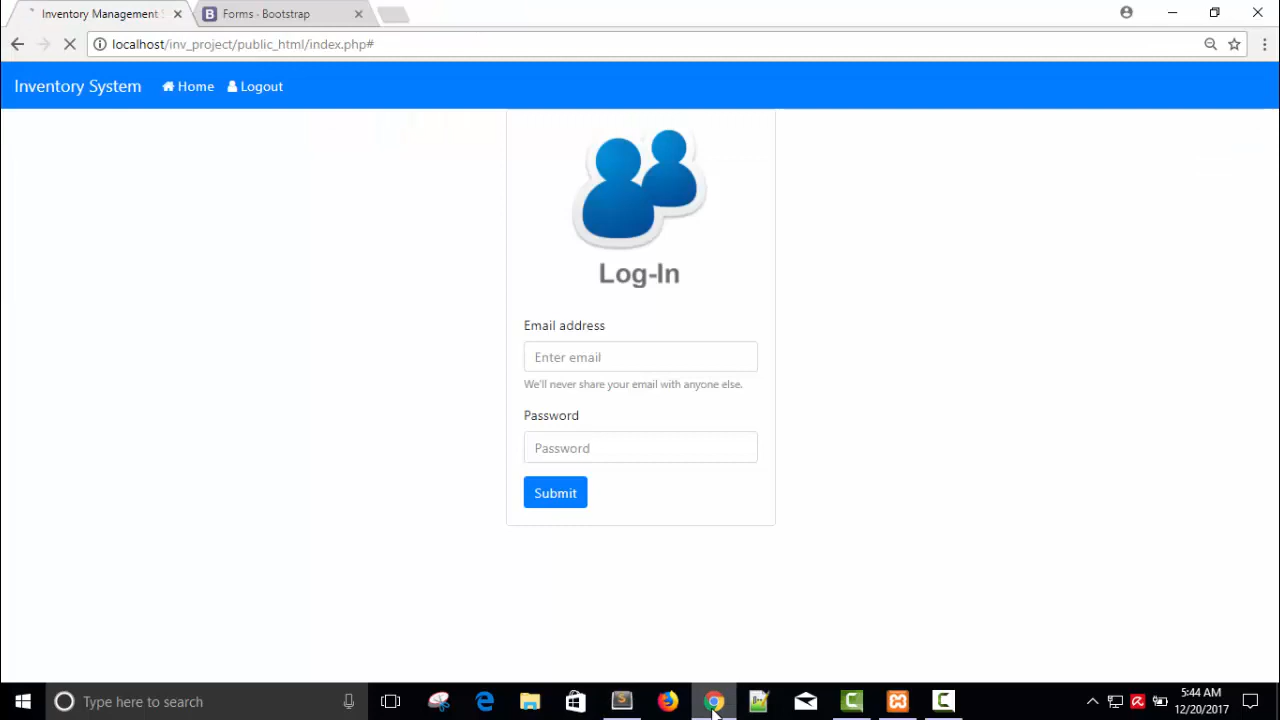 Inventory Management
Forms - Bootstrap
localhost/inv_project/public_html/index.php#
Inventory System
Home
Logout
Log-In
Email address
Enter email
We'll never share your email with anyone else.
Password
Password
Submit
Type here to search
5:44 AM
12/20/2017